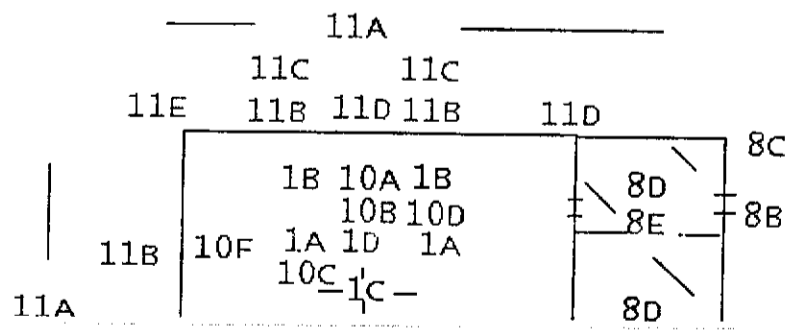 11A
11C 11C
11E 11B 11D 11B 11D
8C
1B 10A 1B 8D
10B 10D 8E 8B
11B 10F 1A 1D 1A
10C 1C
11A 8D